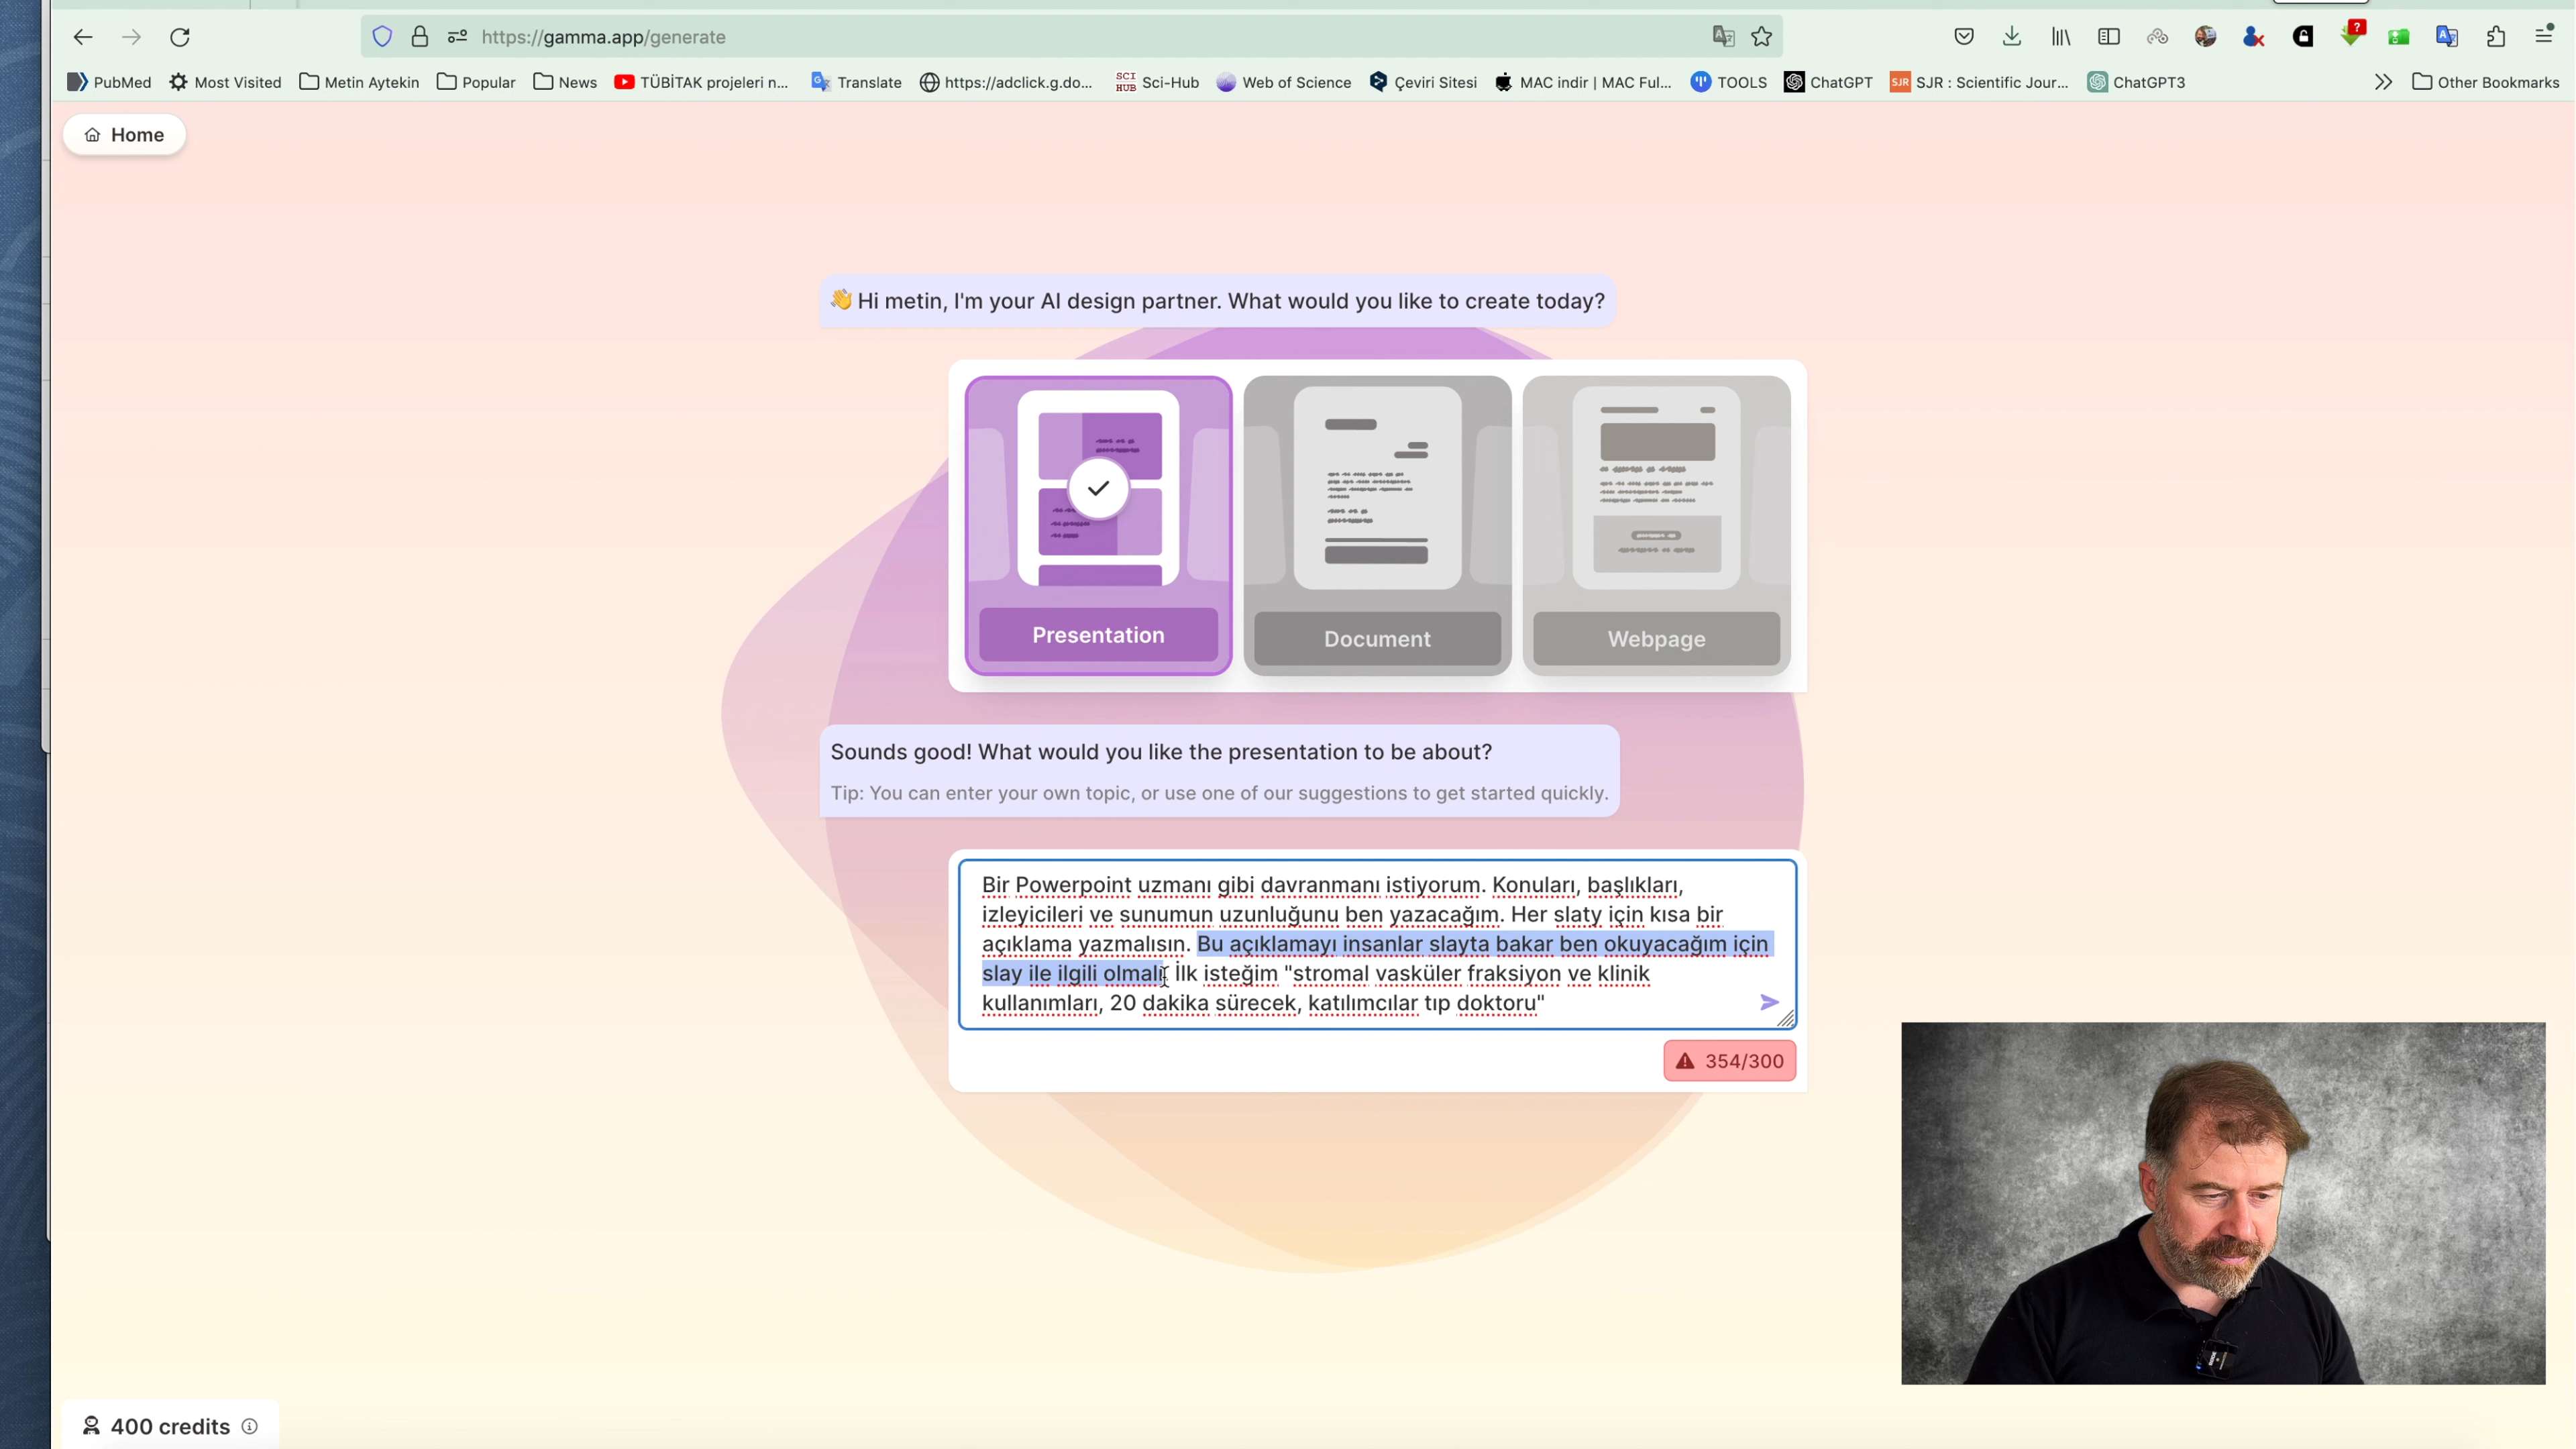 https://gamma.app/generate
?
PubMed Most Visited Metin Aytekin Popular News TÜBİTAK projeleri n... Translate https://adclick.g.do... SCI HUB Sci-Hub Web of Science Çeviri Sitesi MAC indir | MAC Ful... TOOLS ChatGPT SJR SJR : Scientific Jour... ChatGPT3 Other Bookmarks
Home
👋 Hi metin, I'm your AI design partner. What would you like to create today?
Presentation
Document
Webpage
Sounds good! What would you like the presentation to be about?
Tip: You can enter your own topic, or use one of our suggestions to get started quickly.
Bir Powerpoint uzmanı gibi davranmanı istiyorum. Konuları, başlıkları,
izleyicileri ve sunumun uzunluğunu ben yazacağım. Her slaty için kısa bir
açıklama yazmalısın. Bu açıklamayı insanlar slayta bakar ben okuyacağım için
slay ile ilgili olmalı. İlk isteğim "stromal vasküler fraksiyon ve klinik
kullanımları, 20 dakika sürecek, katılımcılar tıp doktoru"
354/300
400 credits